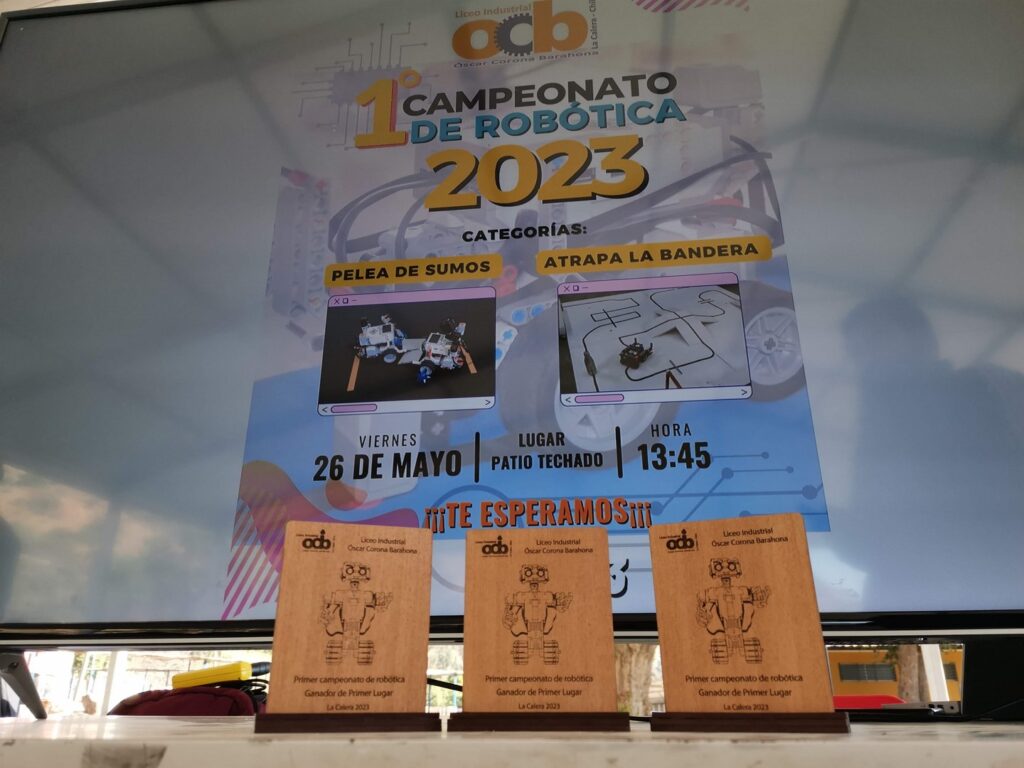 Liceo Industrial
ocb
La Calera - Chile
Óscar Corona Barahona
1° CAMPEONATO
DE ROBÓTICA
2023
CATEGORÍAS:
PELEA DE SUMOS
ATRAPA LA BANDERA
VIERNES
26 DE MAYO
LUGAR
PATIO TECHADO
HORA
13:45
¡¡¡TE ESPERAMOS¡¡¡
ocb
Liceo Industrial
Óscar Corona Barahona
Primer campeonato de robótica
Ganador de Primer Lugar
La Calera 2023
ocb
Liceo Industrial
Óscar Corona Barahona
Primer campeonato de robótica
Ganador de Primer Lugar
La Calera 2023
ocb
Liceo Industrial
Óscar Corona Barahona
Primer campeonato de robótica
Ganador de Primer Lugar
La Calera 2023